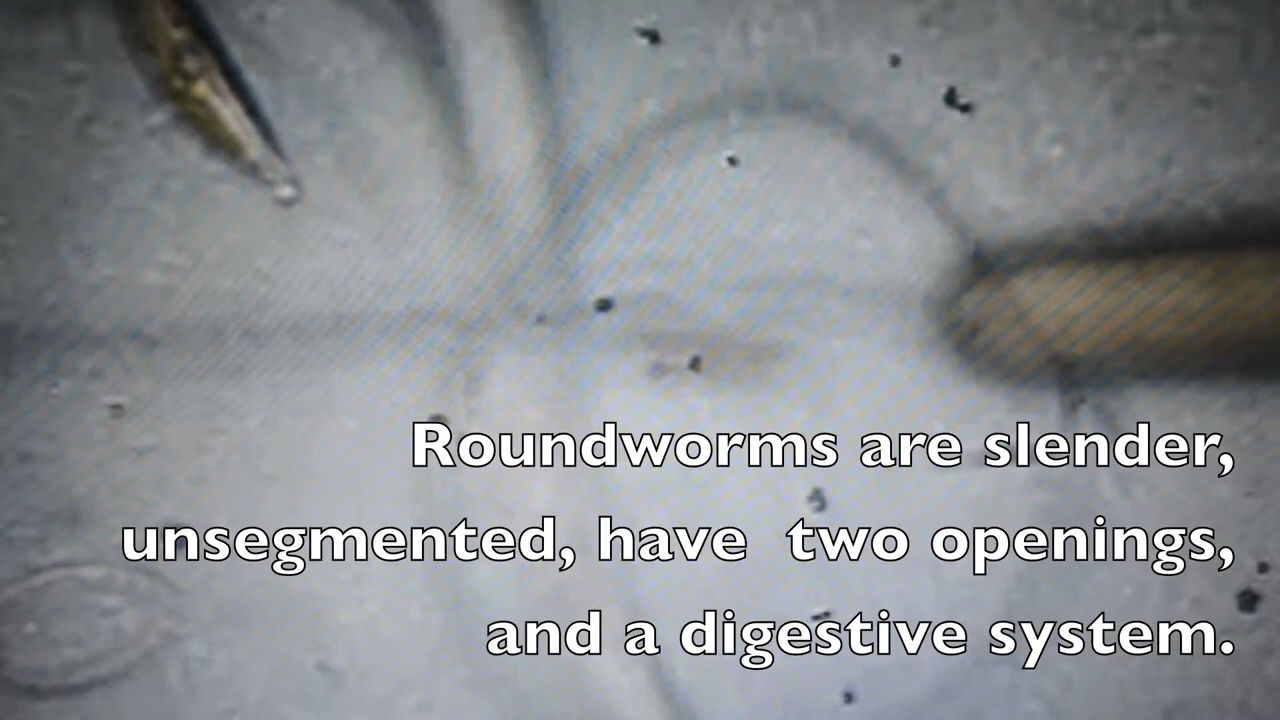 Roundworms are slender,
unsegmented, have  two openings,
and a digestive system.